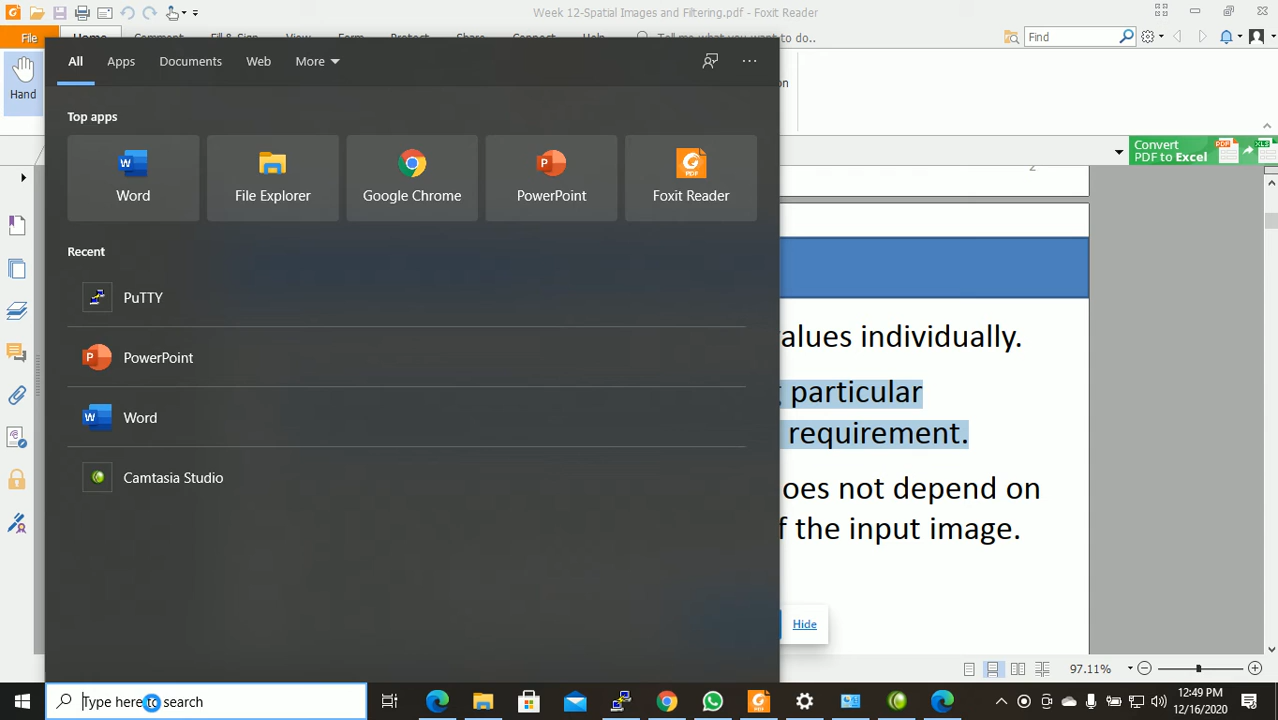 Week 12-Spatial Images and Filtering.pdf - Foxit Reader
File
Find
Hand
All Apps Documents Web More
Top apps
Word
File Explorer
Google Chrome
PowerPoint
Foxit Reader
Recent
PuTTY
PowerPoint
Word
Camtasia Studio
Convert
PDF to Excel
2
alues individually.
particular
requirement.
oes not depend on
f the input image.
Hide
97.11%
Type here to search
12:49 PM
12/16/2020